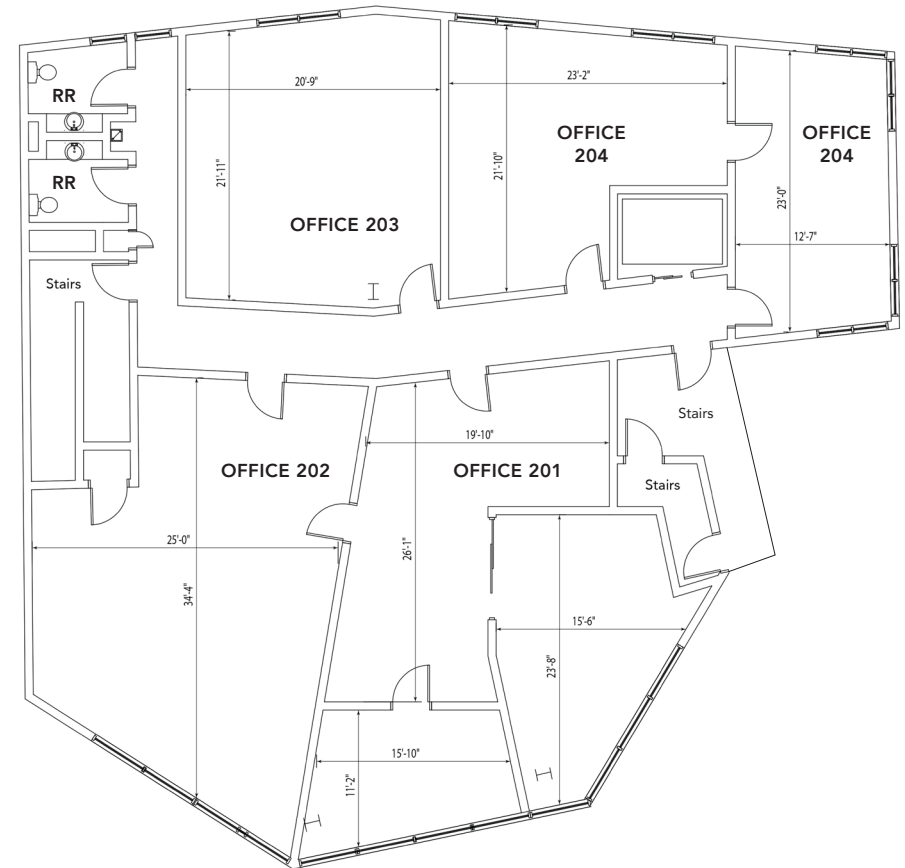 RR
RR
20'-9"
21'-11"
OFFICE 203
23'-2"
21'-10"
OFFICE
204
OFFICE
204
23'-0"
12'-7"
Stairs
OFFICE 202
25'-0"
34'-4"
19'-10"
OFFICE 201
26'-1"
Stairs
Stairs
15'-6"
23'-8"
15'-10"
11'-2"